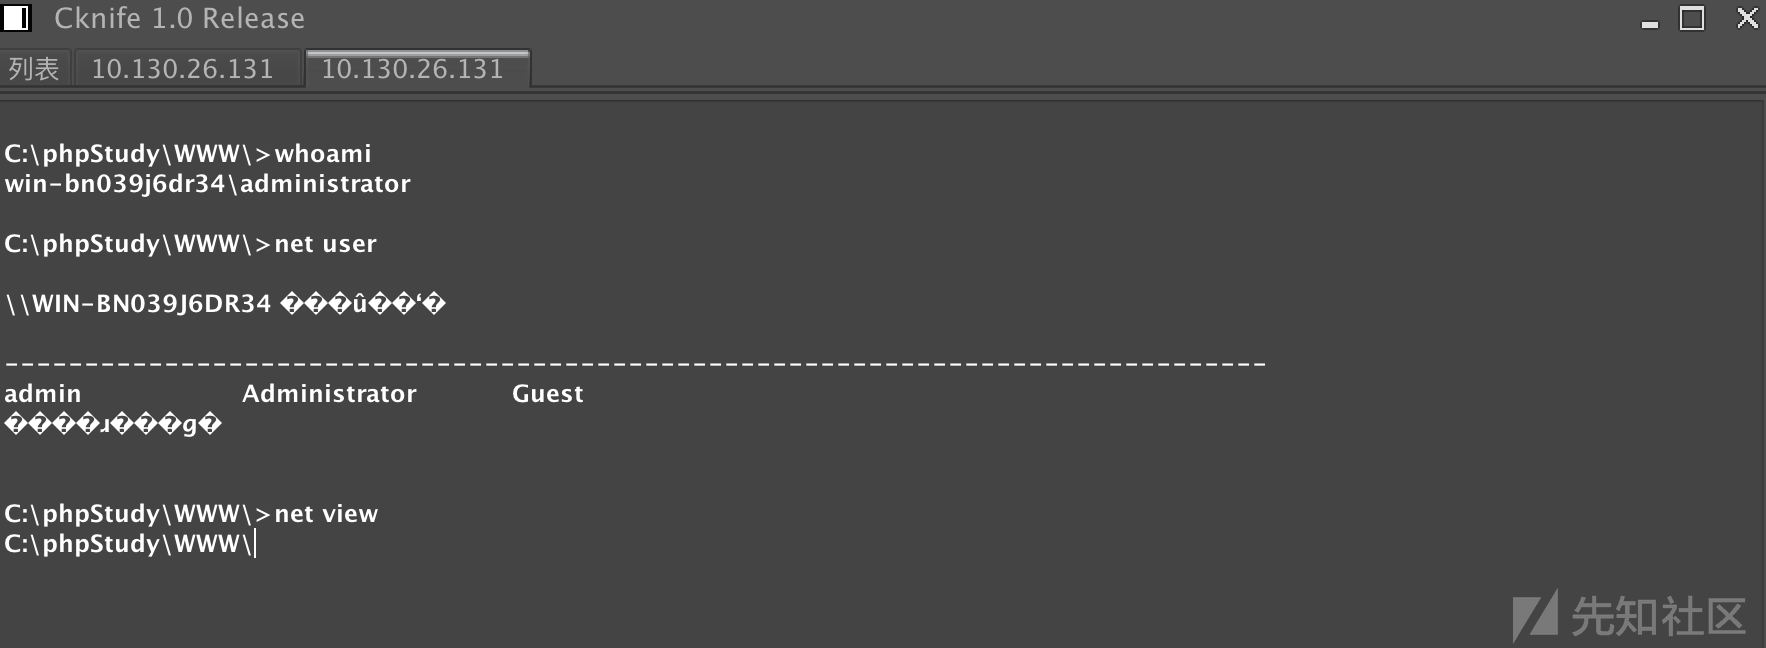 Cknife 1.0 Release
列表 10.130.26.131 10.130.26.131
C:\phpStudy\WWW\>whoami
win-bn039j6dr34\administrator
C:\phpStudy\WWW\>net user
\\WIN-BN039J6DR34 ���û��ʻ�
-------------------------------------------------------------------------------
admin Administrator Guest
����ɹ���ɡ�
C:\phpStudy\WWW\>net view
C:\phpStudy\WWW\
先知社区